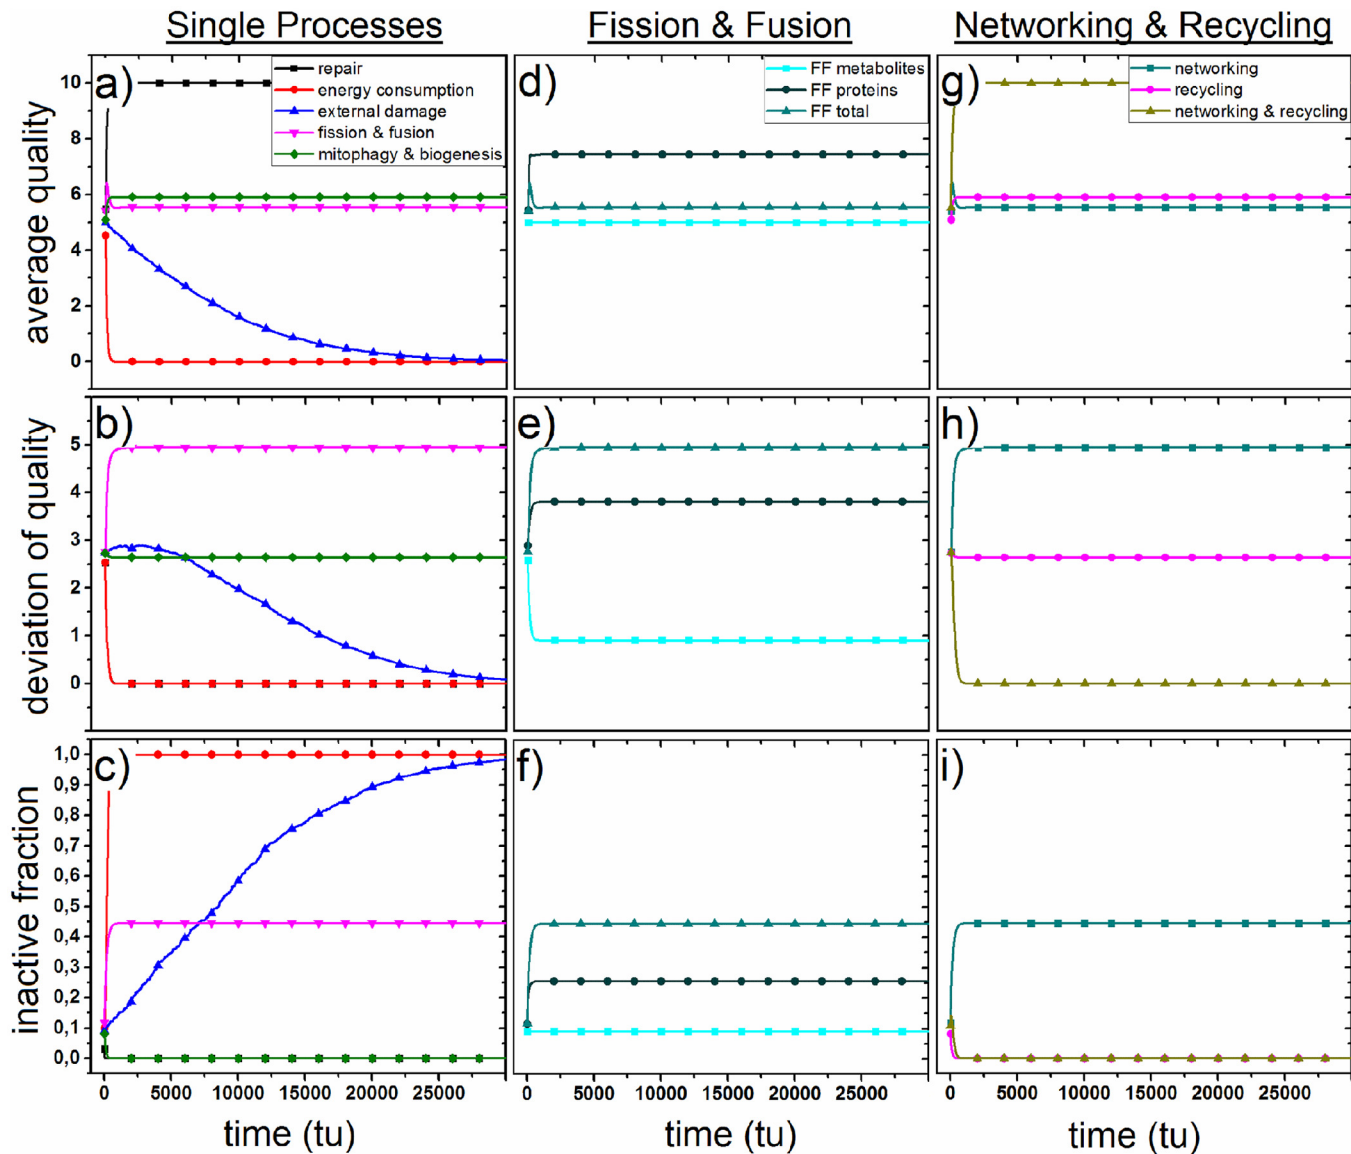 Single Processes
Fission & Fusion
Networking & Recycling
a)
repair
energy consumption
external damage
fission & fusion
mitophagy & biogenesis
d)
FF metabolites
FF proteins
FF total
g)
networking
recycling
networking & recycling
average quality
10
8
6
4
2
0
b)
e)
h)
deviation of quality
5
4
3
2
1
0
c)
f)
i)
inactive fraction
1,0
0,9
0,8
0,7
0,6
0,5
0,4
0,3
0,2
0,1
0,0
0 5000 10000 15000 20000 25000
0 5000 10000 15000 20000 25000
0 5000 10000 15000 20000 25000
time (tu)
time (tu)
time (tu)